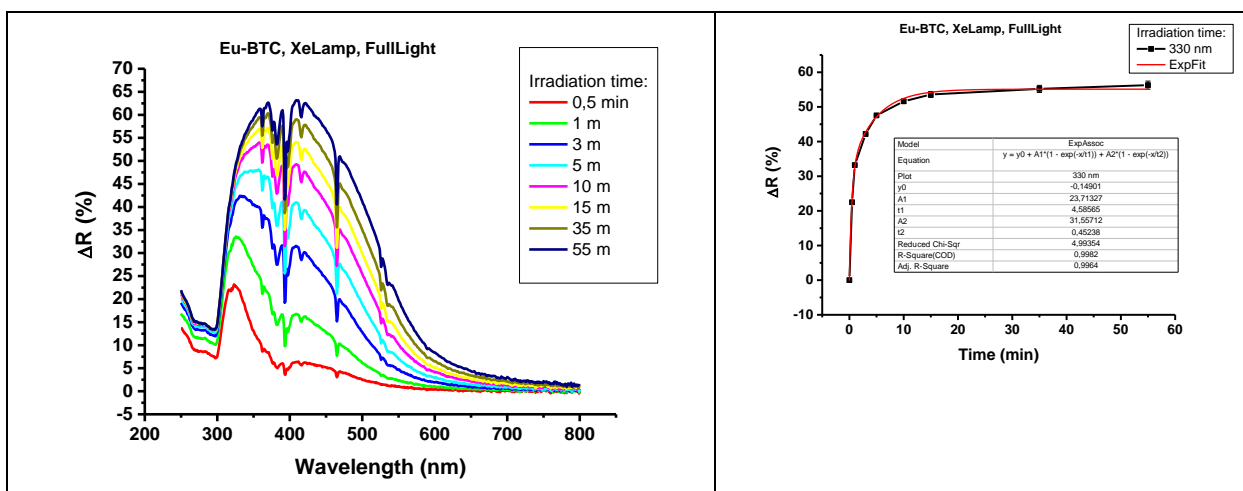 Eu-BTC, XeLamp, FullLight
70
65
60
55
50
45
40
35
30
25
20
15
10
5
0
-5
ΔR (%)
200 300 400 500 600 700 800
Wavelength (nm)
Irradiation time:
0,5 min
1 m
3 m
5 m
10 m
15 m
35 m
55 m
Eu-BTC, XeLamp, FullLight
Irradiation time:
330 nm
ExpFit
60
50
40
30
20
10
0
-10
ΔR (%)
Model ExpAssoc
Equation y = y0 + A1*(1 - exp(-x/t1)) + A2*(1 - exp(-x/t2))
Plot 330 nm
y0 -0,14901
A1 23,71327
t1 4,58565
A2 31,55712
t2 0,45238
Reduced Chi-Sqr 4,99354
R-Square(COD) 0,9982
Adj. R-Square 0,9964
0 10 20 30 40 50 60
Time (min)